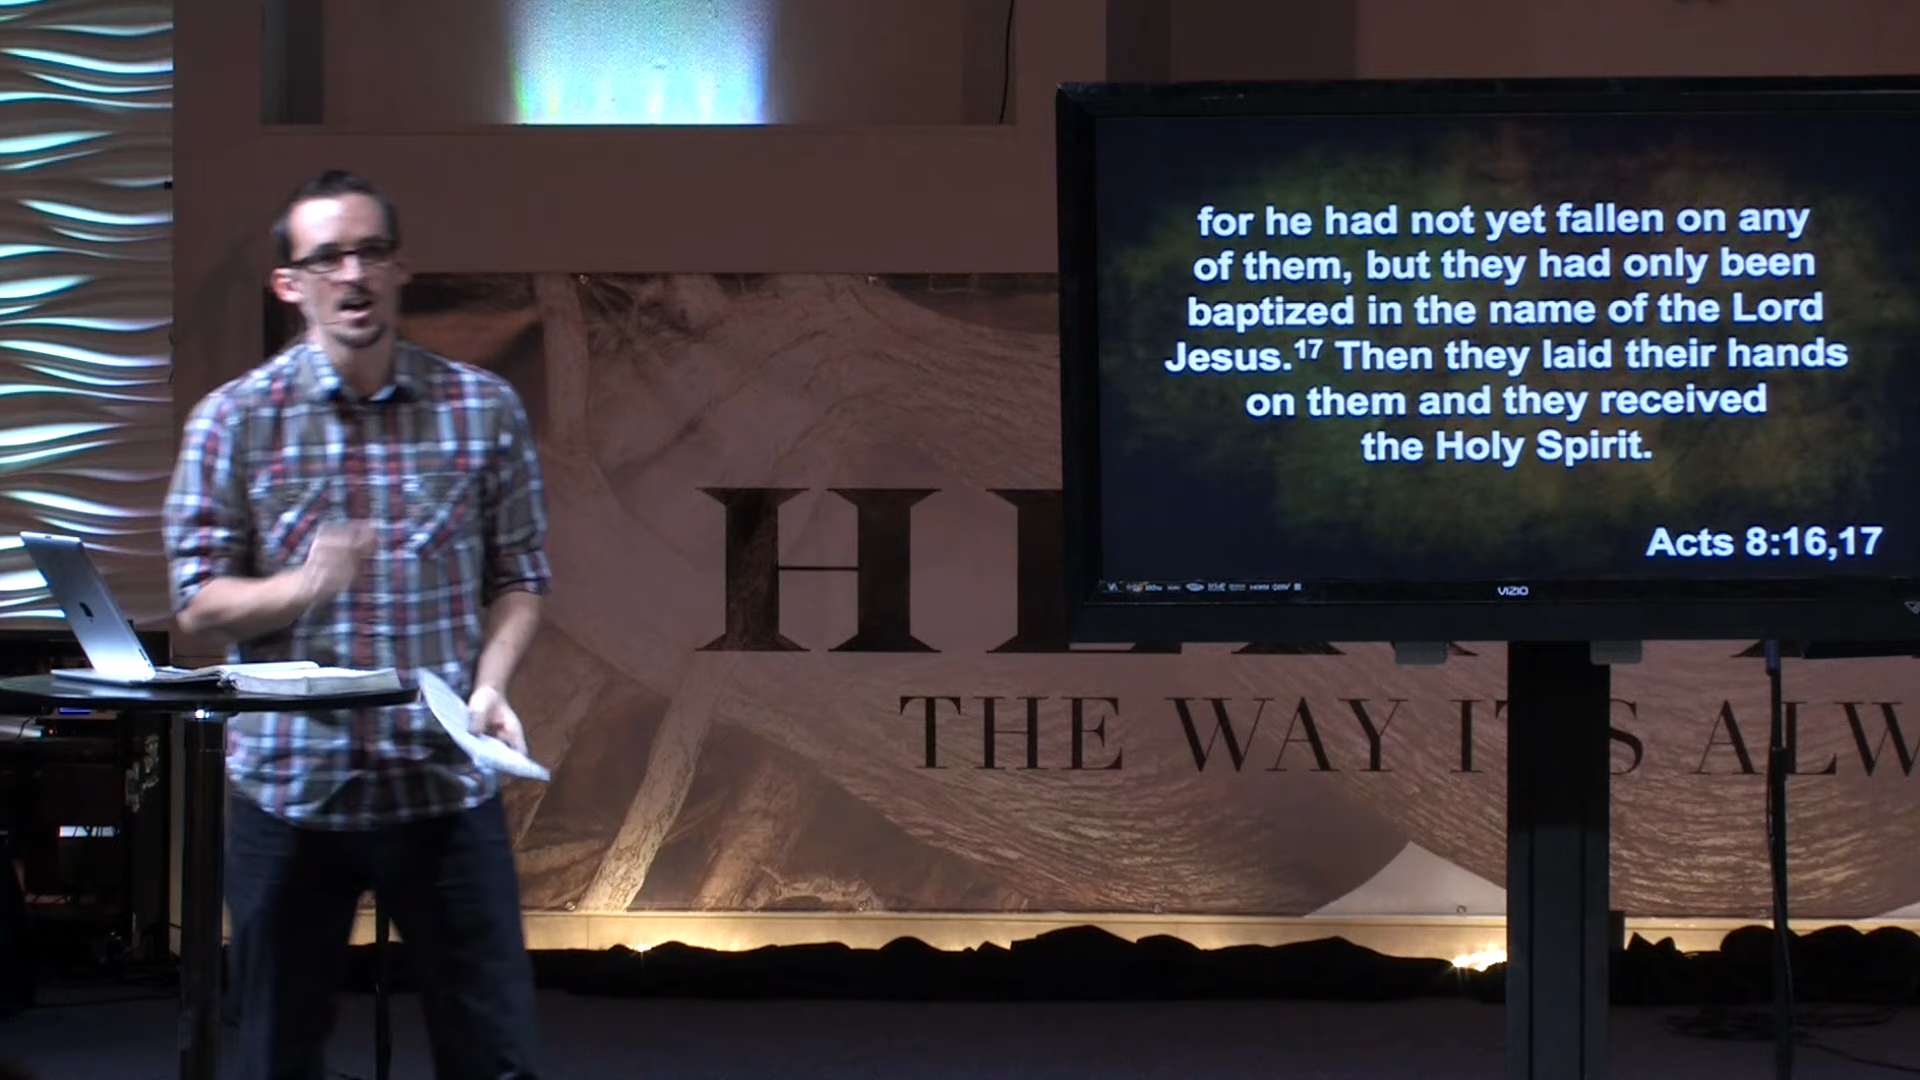 for he had not yet fallen on any
of them, but they had only been
baptized in the name of the Lord
Jesus.¹⁷ Then they laid their hands
on them and they received
the Holy Spirit.
Acts 8:16,17
VIZIO
THE WAY IT'S ALW